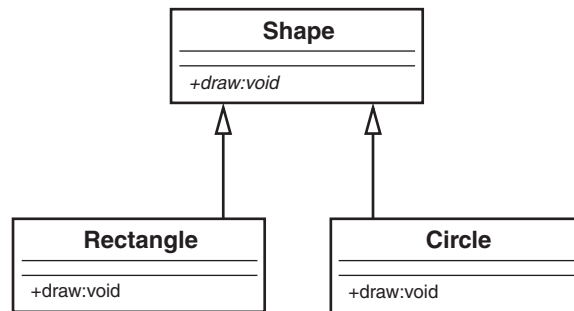 Shape
+draw:void
Rectangle
+draw:void
Circle
+draw:void